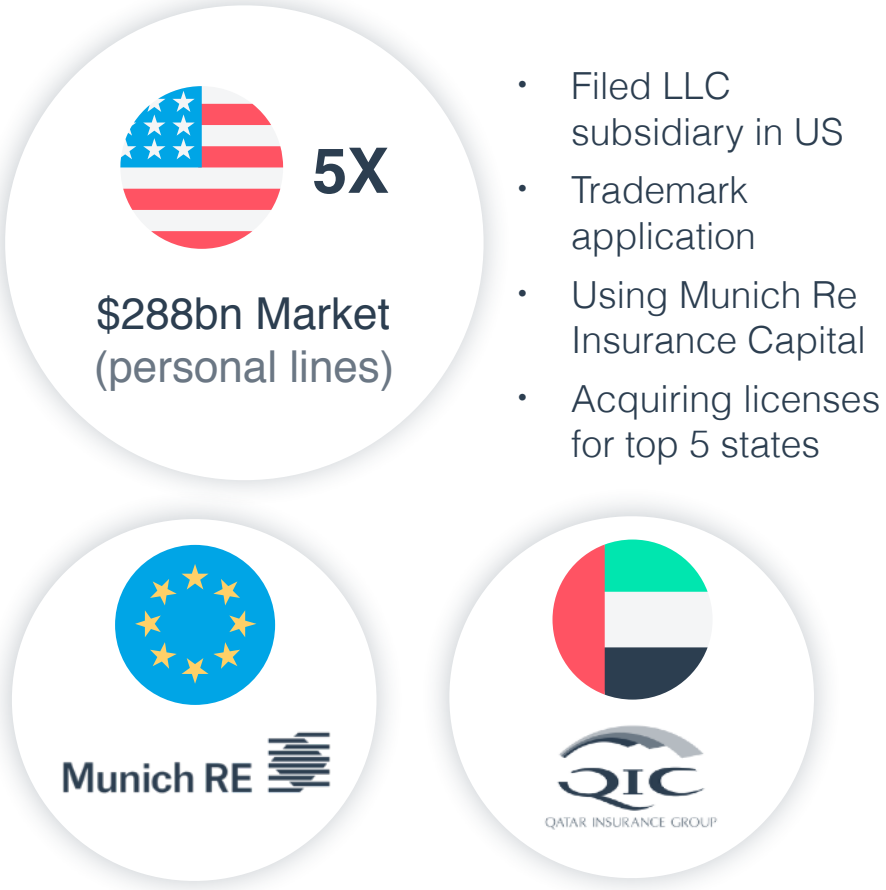 5X
$288bn Market
(personal lines)
• Filed LLC
subsidiary in US
• Trademark
application
• Using Munich Re
Insurance Capital
• Acquiring licenses
for top 5 states
Munich RE
QIC
QATAR INSURANCE GROUP